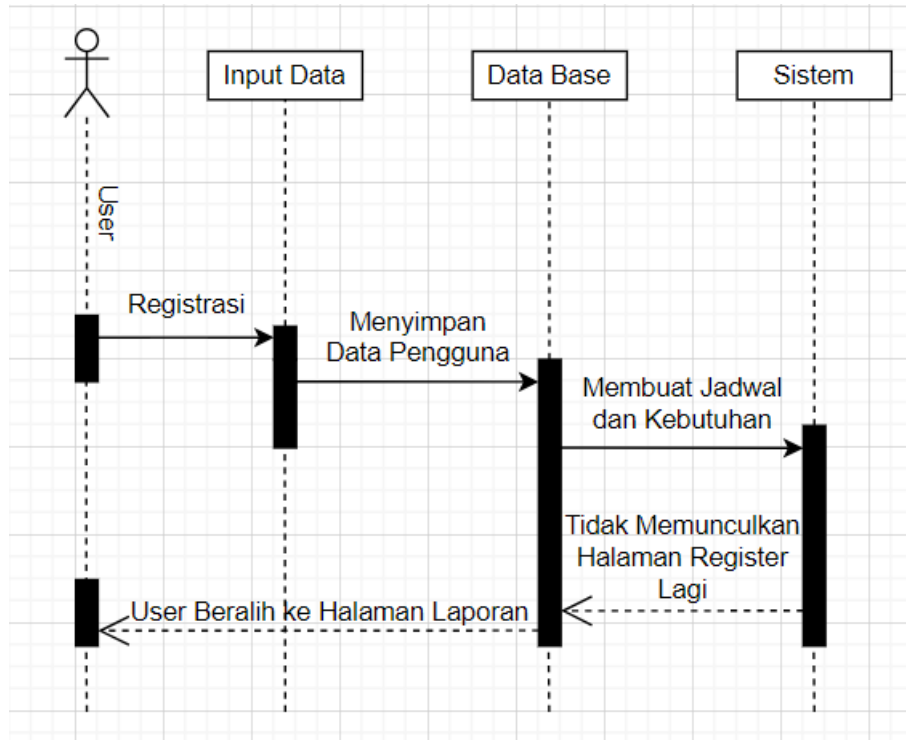 Input Data
Data Base
Sistem
User
Registrasi
Menyimpan
Data Pengguna
Membuat Jadwal
dan Kebutuhan
Tidak Memunculkan
Halaman Register
Lagi
User Beralih ke Halaman Laporan